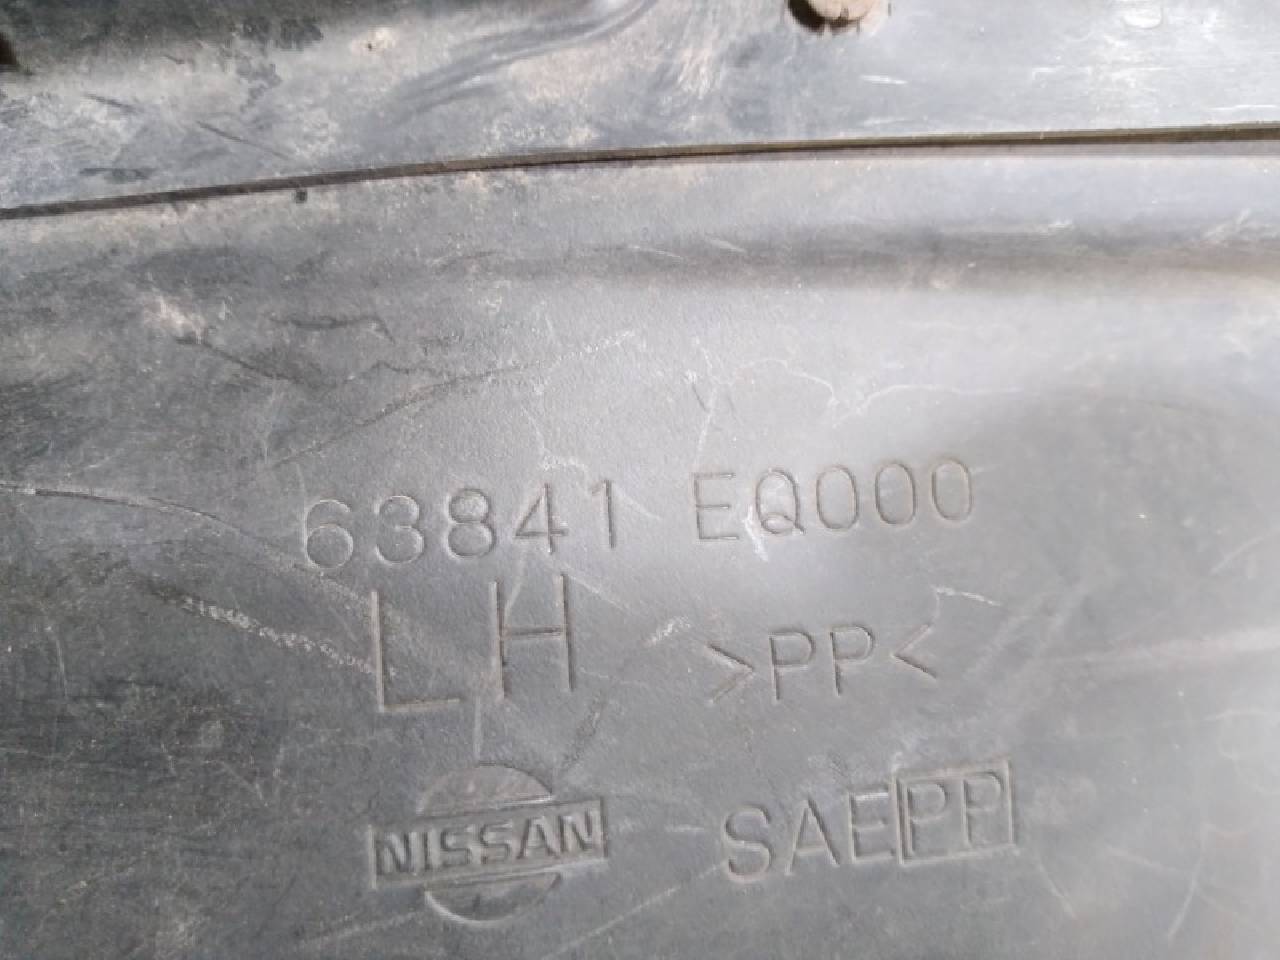 63841 EQ000
LH >PP<
NISSAN SAE PP